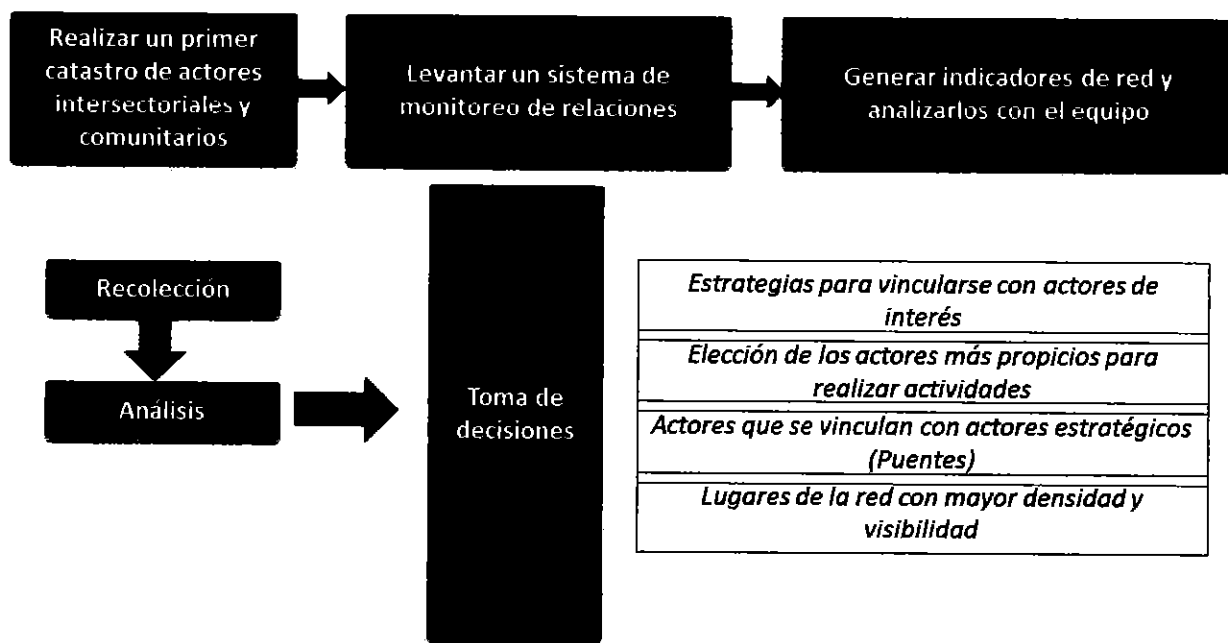 Realizar un primer
catastro de actores
intersectoriales y
comunitarios
Levantar un sistema de
monitoreo de relaciones
Generar indicadores de red y
analizarlos con el equipo
Recolección
Análisis
Toma de
decisiones
Estrategias para vincularse con actores de
interés
Elección de los actores más propicios para
realizar actividades
Actores que se vinculan con actores estratégicos
(Puentes)
Lugares de la red con mayor densidad y
visibilidad